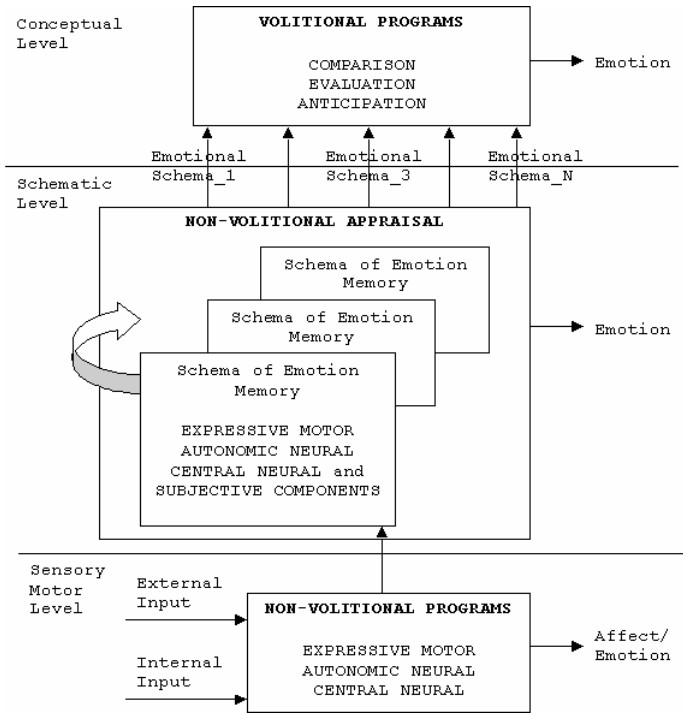 Conceptual
Level
VOLITIONAL PROGRAMS
COMPARISON
EVALUATION
ANTICIPATION
Emotion
Emotional
Schema_1
Emotional
Schema_3
Emotional
Schema_N
Schematic
Level
NON-VOLITIONAL APPRAISAL
Schema of Emotion
Memory
Schema of Emotion
Memory
Schema of Emotion
Memory
EXPRESSIVE MOTOR
AUTONOMIC NEURAL
CENTRAL NEURAL and
SUBJECTIVE COMPONENTS
Emotion
Sensory
Motor
Level
External
Input
Internal
Input
NON-VOLITIONAL PROGRAMS
EXPRESSIVE MOTOR
AUTONOMIC NEURAL
CENTRAL NEURAL
Affect/
Emotion